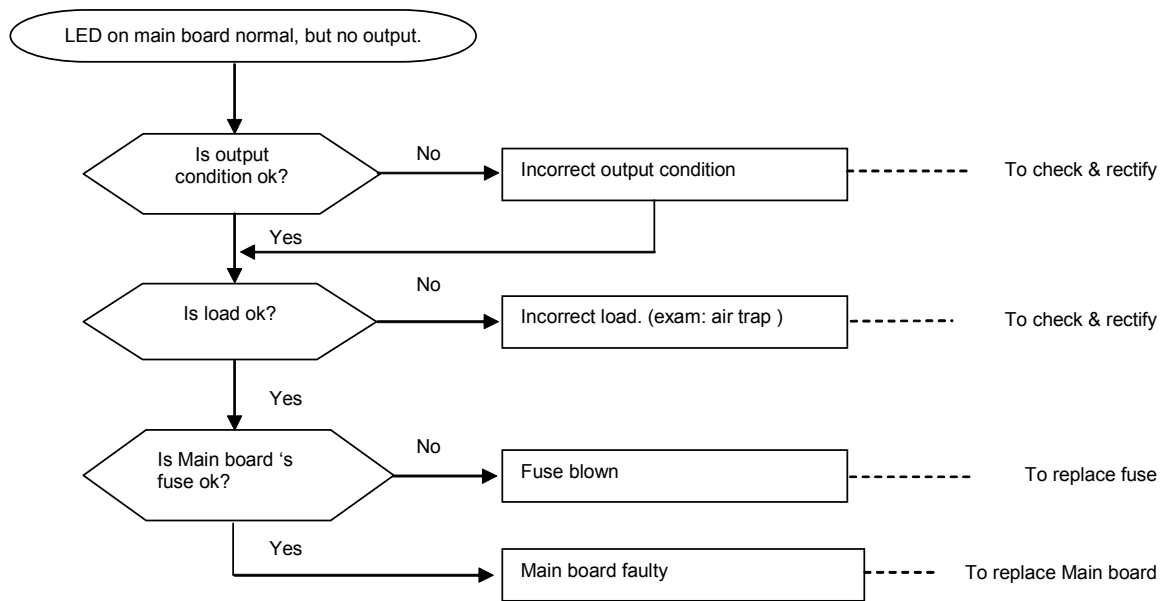 LED on main board normal, but no output.
Is output
condition ok?
No
Incorrect output condition
To check & rectify
Yes
Is load ok?
No
Incorrect load. (exam: air trap )
To check & rectify
Yes
Is Main board ‘s
fuse ok?
No
Fuse blown
To replace fuse
Yes
Main board faulty
To replace Main board